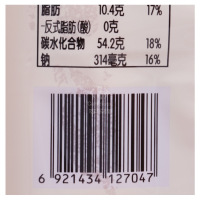 脂肪 10.4克 17%
-反式脂肪(酸) 0克
碳水化合物 54.2克 18%
钠 314毫克 16%
6 921434 127047